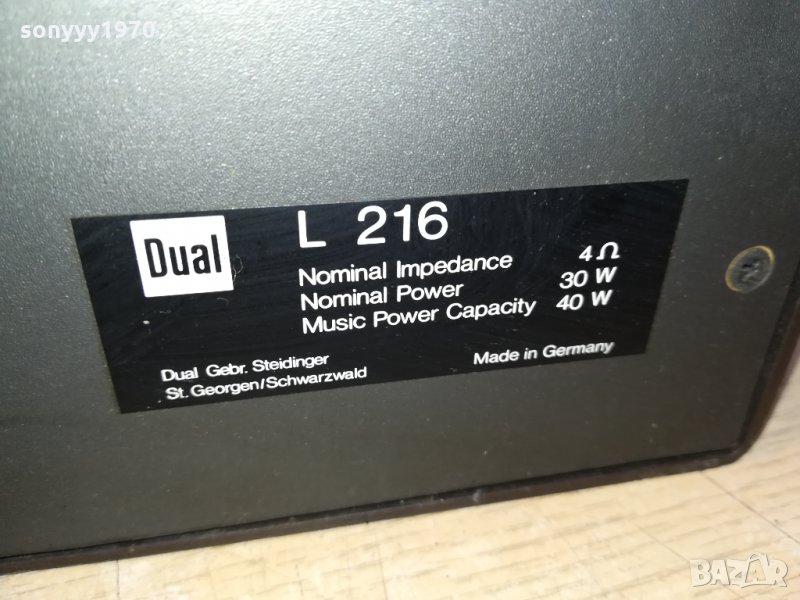 sonyyy1970.
Dual
L 216
Nominal Impedance 4 Ω
Nominal Power 30 W
Music Power Capacity 40 W
Dual Gebr. Steidinger
St. Georgen/Schwarzwald
Made in Germany
BAZAR